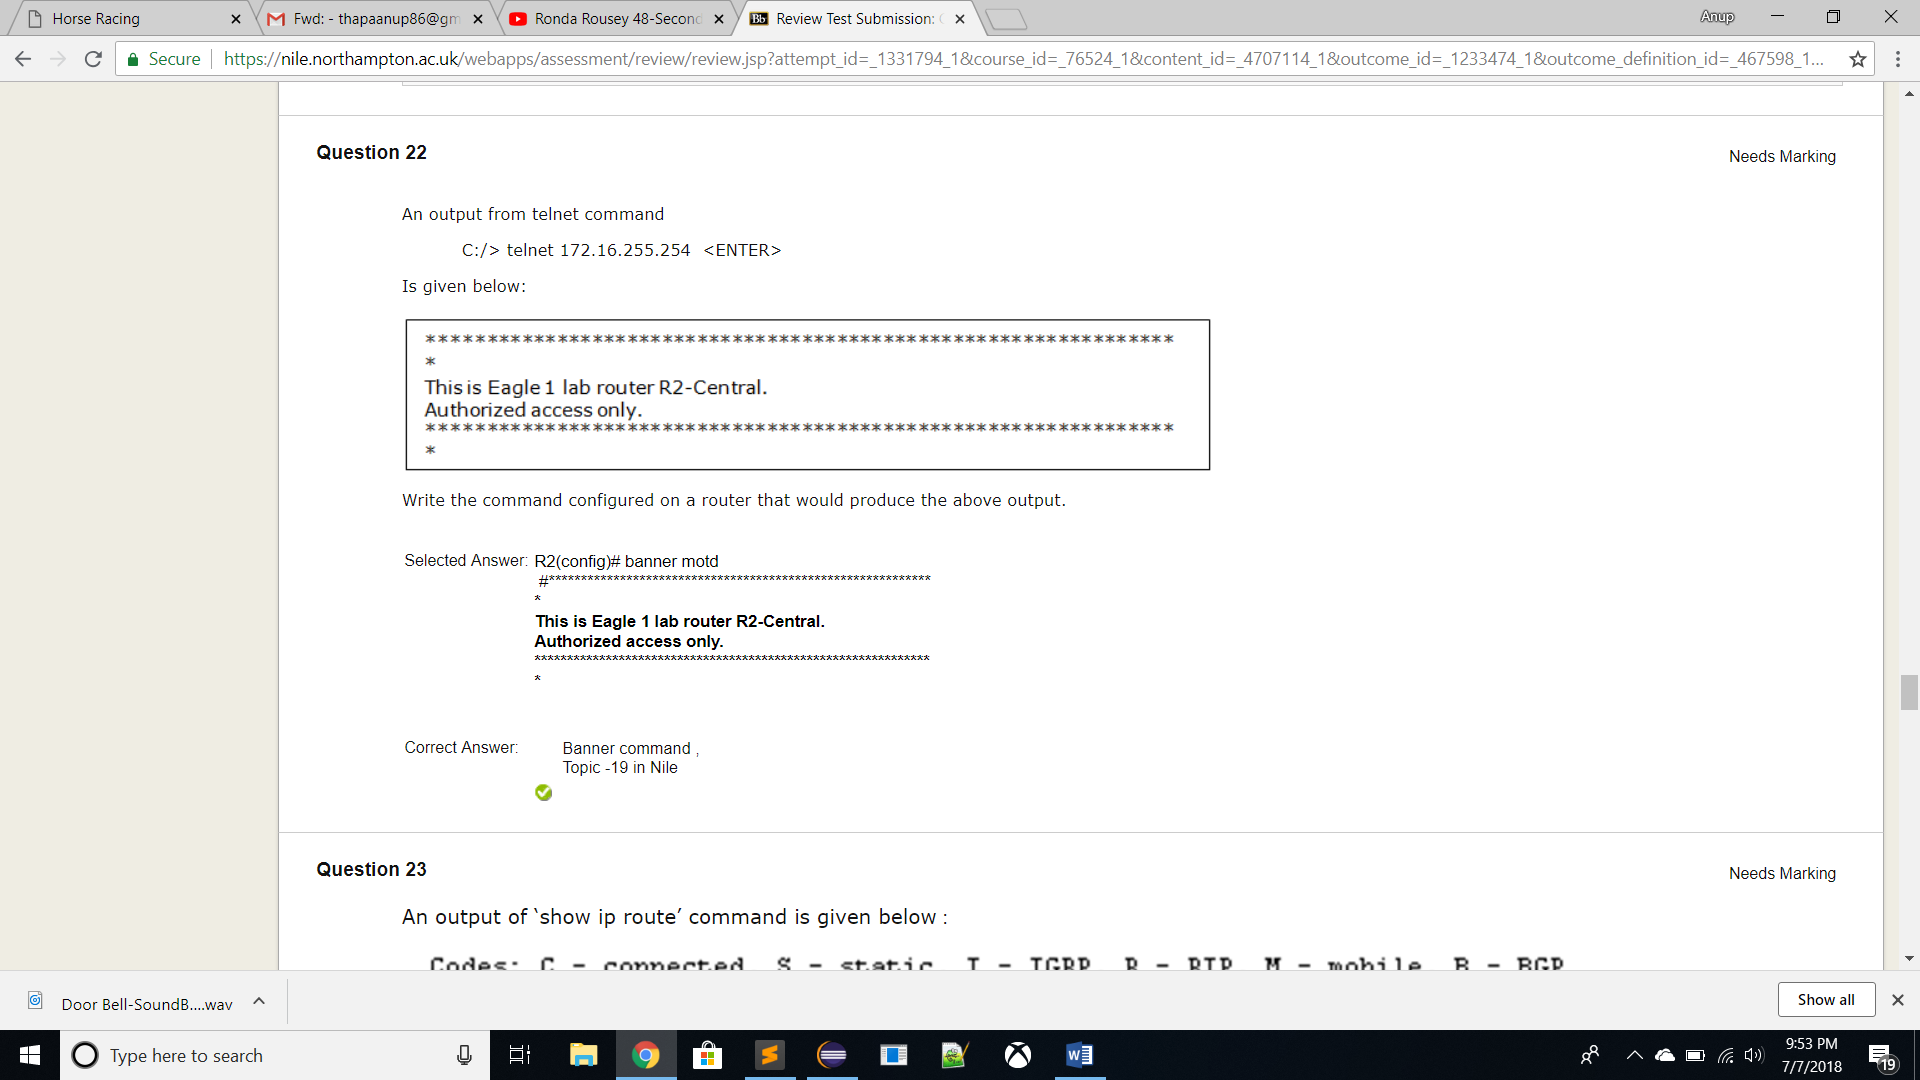 Horse Racing
Fwd: - thapaanup86@gm
Ronda Rousey 48-Second
Bb Review Test Submission: (
Anup
Secure https://nile.northampton.ac.uk/webapps/assessment/review/review.jsp?attempt_id=_1331794_1&course_id=_76524_1&content_id=_4707114_1&outcome_id=_1233474_1&outcome_definition_id=_467598_1...
Question 22
Needs Marking
An output from telnet command
C:/> telnet 172.16.255.254 <ENTER>
Is given below:
****************************************************************
*
This is Eagle 1 lab router R2-Central.
Authorized access only.
****************************************************************
*
Write the command configured on a router that would produce the above output.
Selected Answer: R2(config)# banner motd
#***********************************************************
*
This is Eagle 1 lab router R2-Central.
Authorized access only.
*************************************************************
*
Correct Answer: Banner command ,
Topic -19 in Nile
Question 23
Needs Marking
An output of ‘show ip route’ command is given below :
Codes: C - connected, S - static, I - IGRP, R - RIP, M - mobile, B - BGP
Door Bell-SoundB....wav
Show all
Type here to search
9:53 PM
7/7/2018
19